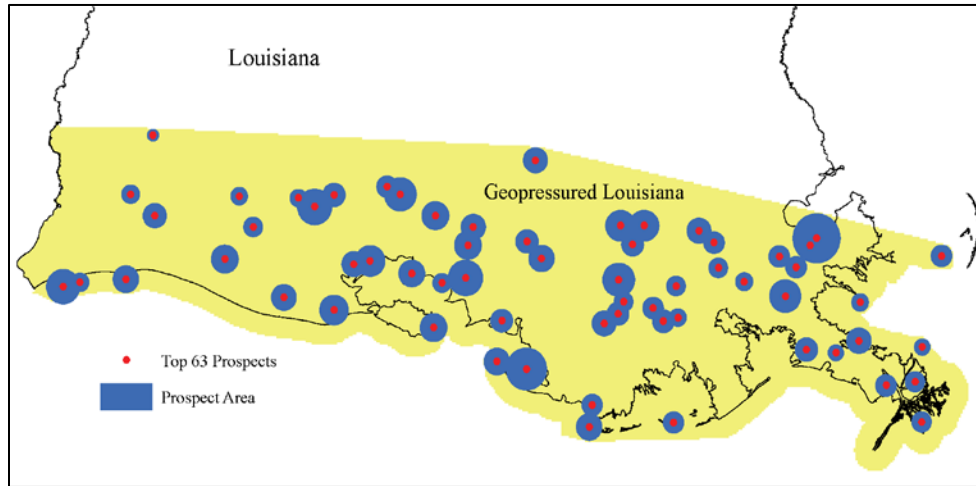 Louisiana
Geopressured Louisiana
Top 63 Prospects
Prospect Area